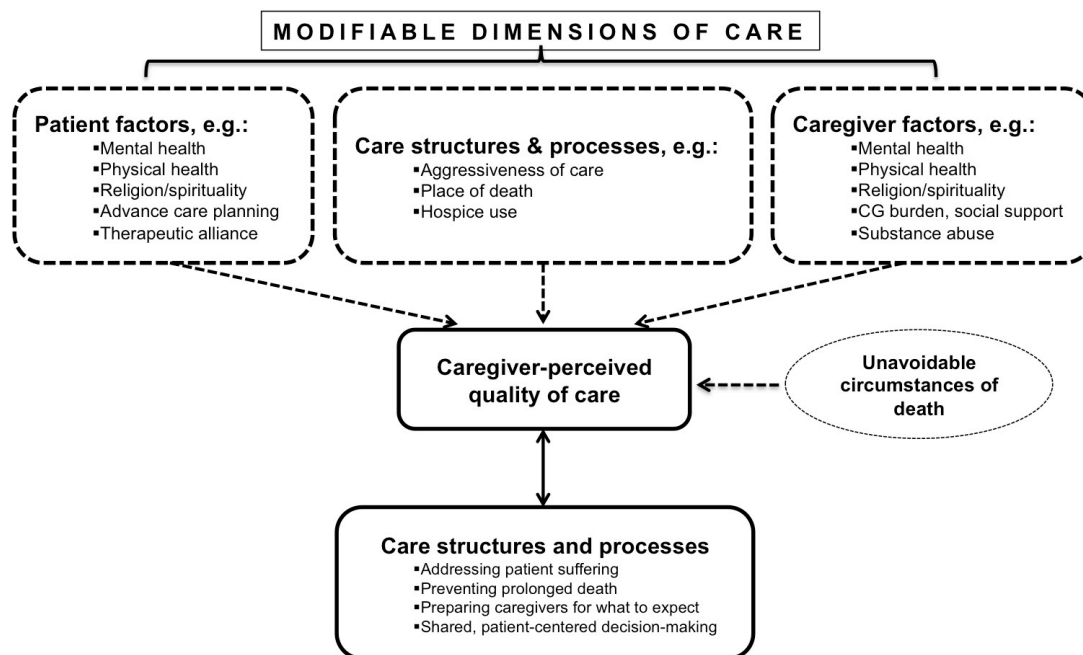 MODIFIABLE DIMENSIONS OF CARE
Patient factors, e.g.:
▪Mental health
▪Physical health
▪Religion/spirituality
▪Advance care planning
▪Therapeutic alliance
Care structures & processes, e.g.:
▪Aggressiveness of care
▪Place of death
▪Hospice use
Caregiver factors, e.g.:
▪Mental health
▪Physical health
▪Religion/spirituality
▪CG burden, social support
▪Substance abuse
Caregiver-perceived
quality of care
Unavoidable
circumstances of
death
Care structures and processes
▪Addressing patient suffering
▪Preventing prolonged death
▪Preparing caregivers for what to expect
▪Shared, patient-centered decision-making